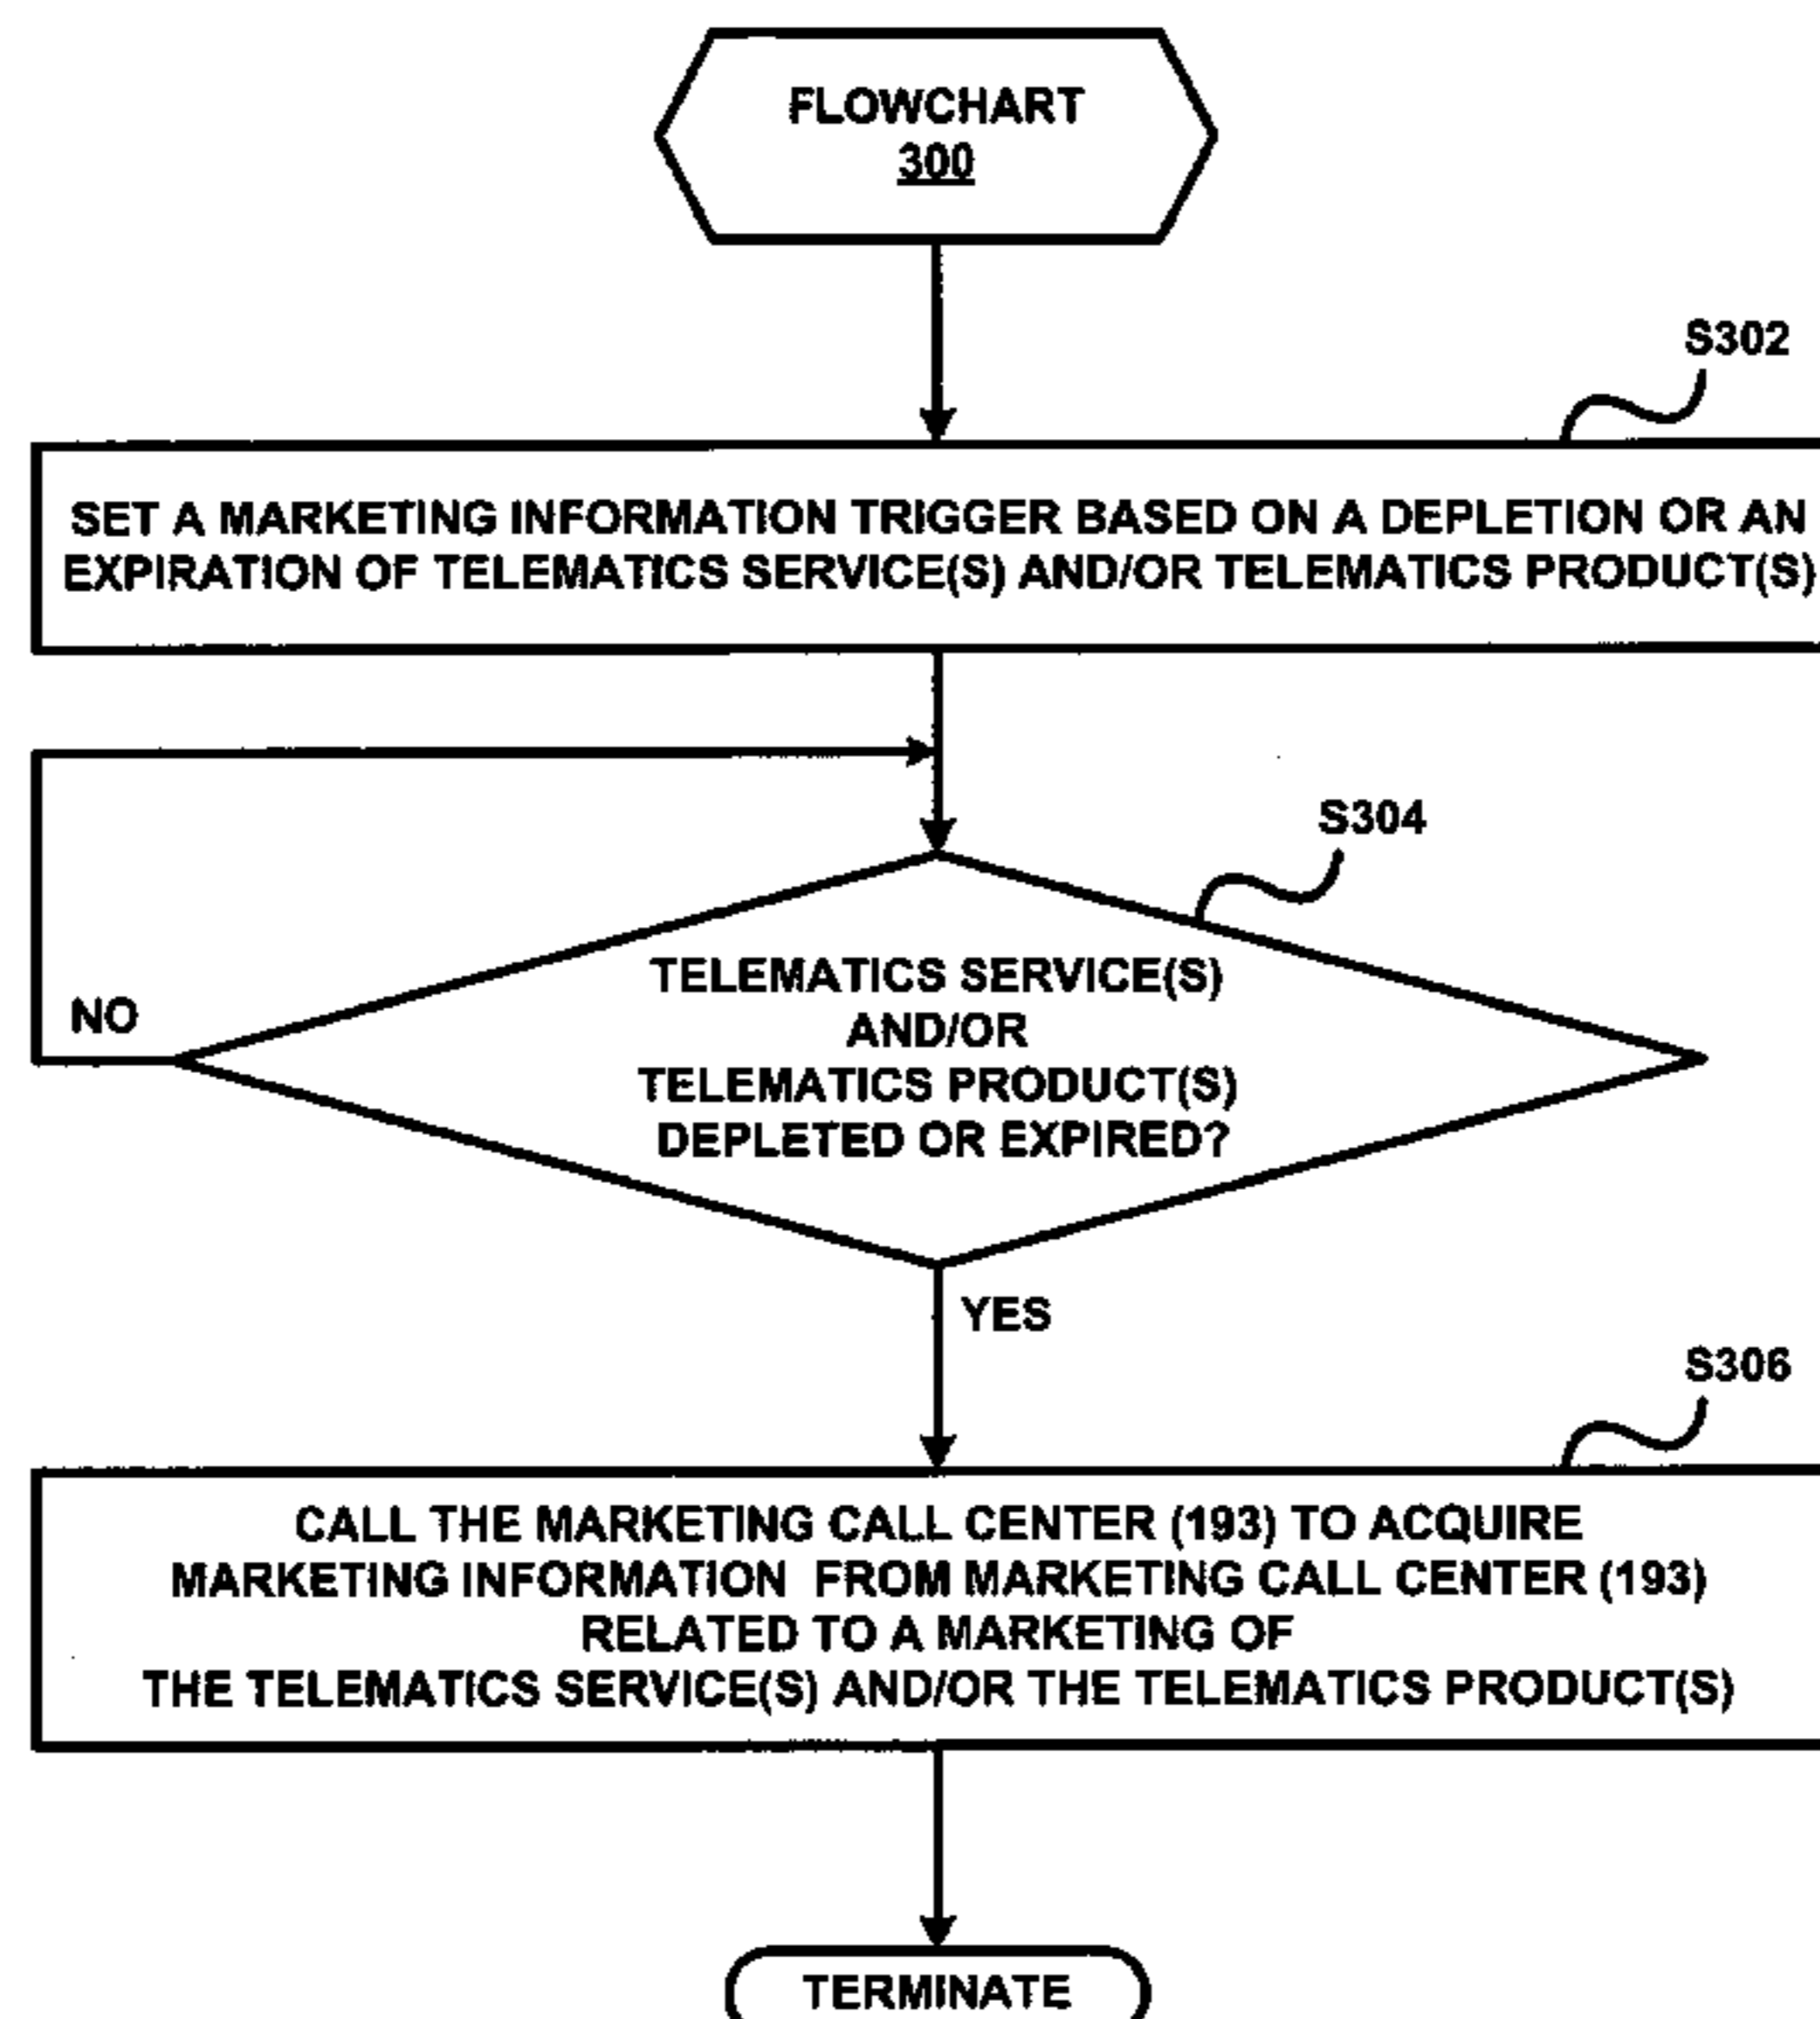 FLOWCHART
300
S302
SET A MARKETING INFORMATION TRIGGER BASED ON A DEPLETION OR AN
EXPIRATION OF TELEMATICS SERVICE(S) AND/OR TELEMATICS PRODUCT(S)
S304
TELEMATICS SERVICE(S)
AND/OR
TELEMATICS PRODUCT(S)
DEPLETED OR EXPIRED?
NO
YES
S306
CALL THE MARKETING CALL CENTER (193) TO ACQUIRE
MARKETING INFORMATION FROM MARKETING CALL CENTER (193)
RELATED TO A MARKETING OF
THE TELEMATICS SERVICE(S) AND/OR THE TELEMATICS PRODUCT(S)
TERMINATE